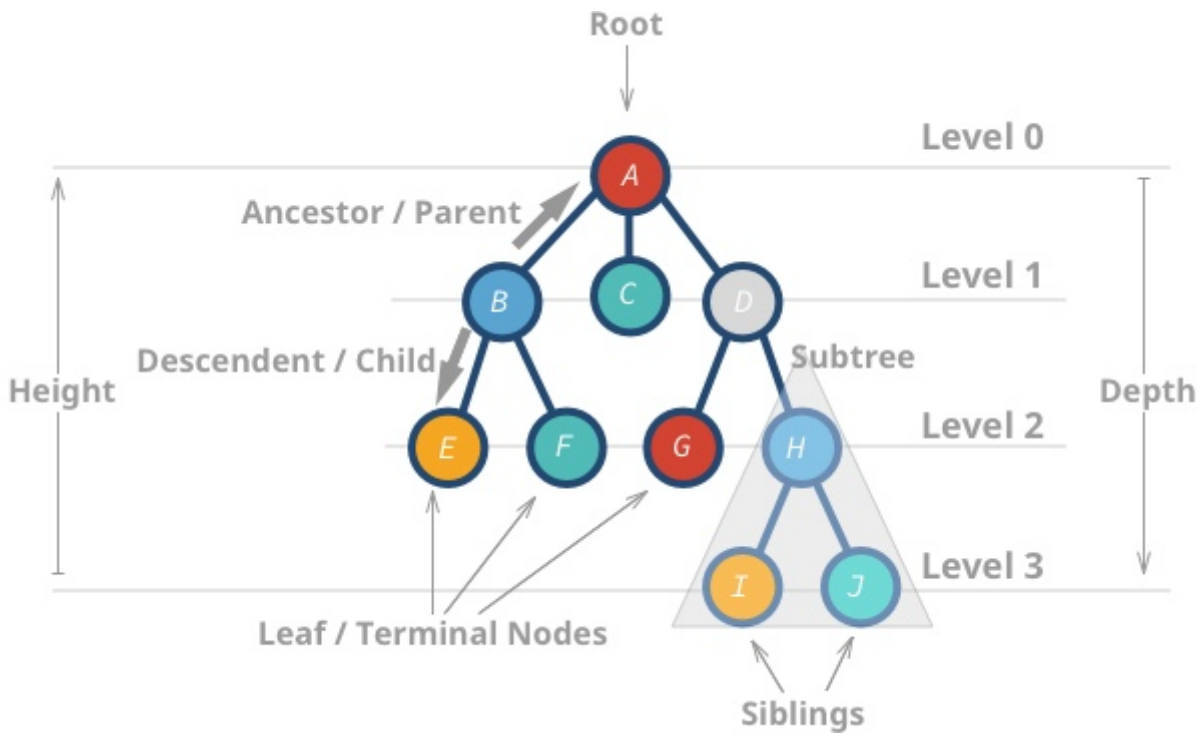 Root
Level 0
A
Ancestor / Parent
Level 1
B
C
D
Descendent / Child
Subtree
Height
Depth
Level 2
E
F
G
H
Level 3
I
J
Leaf / Terminal Nodes
Siblings